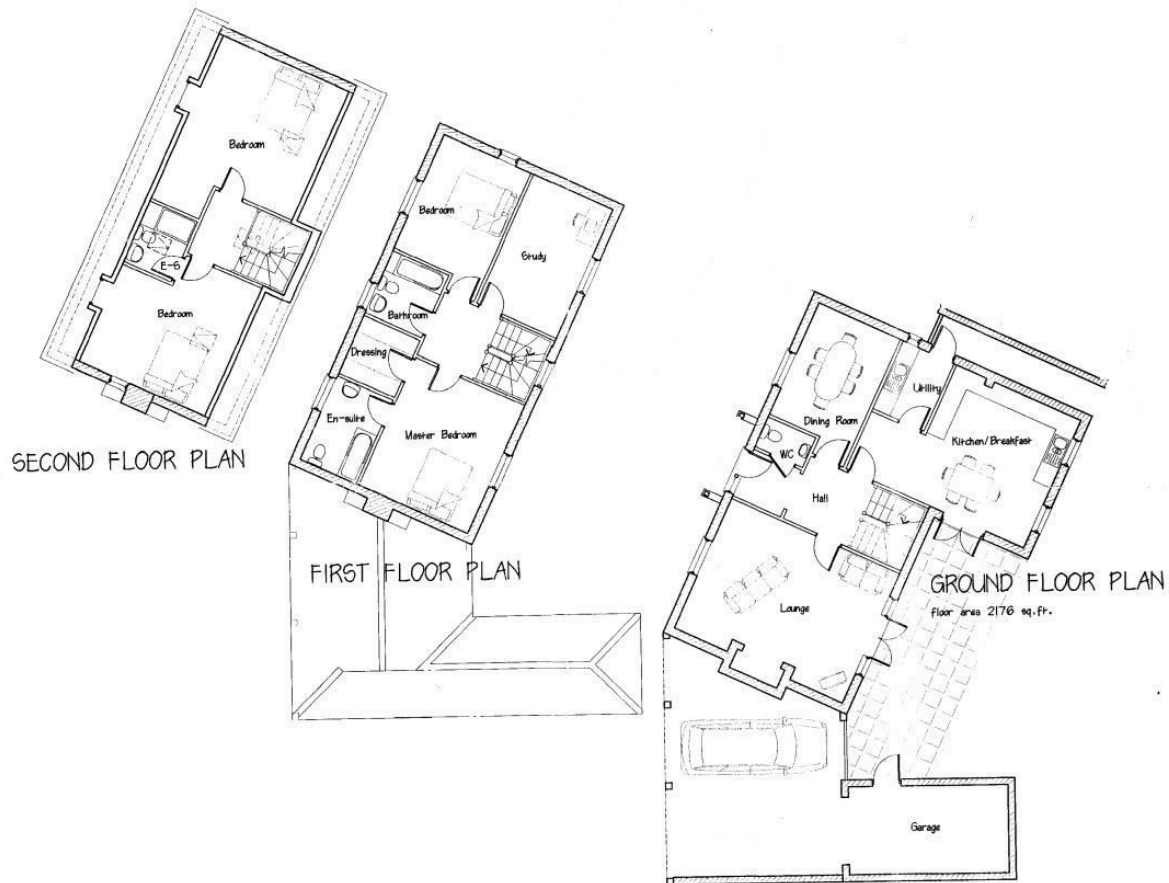 Bedroom
E-S
Bedroom
SECOND FLOOR PLAN
Bedroom
Study
Bathroom
Dressing
En-suite
Master Bedroom
FIRST FLOOR PLAN
Dining Room
Utility
Kitchen/Breakfast
WC
Hall
Lounge
GROUND FLOOR PLAN
floor area 2176 sq.ft.
Garage